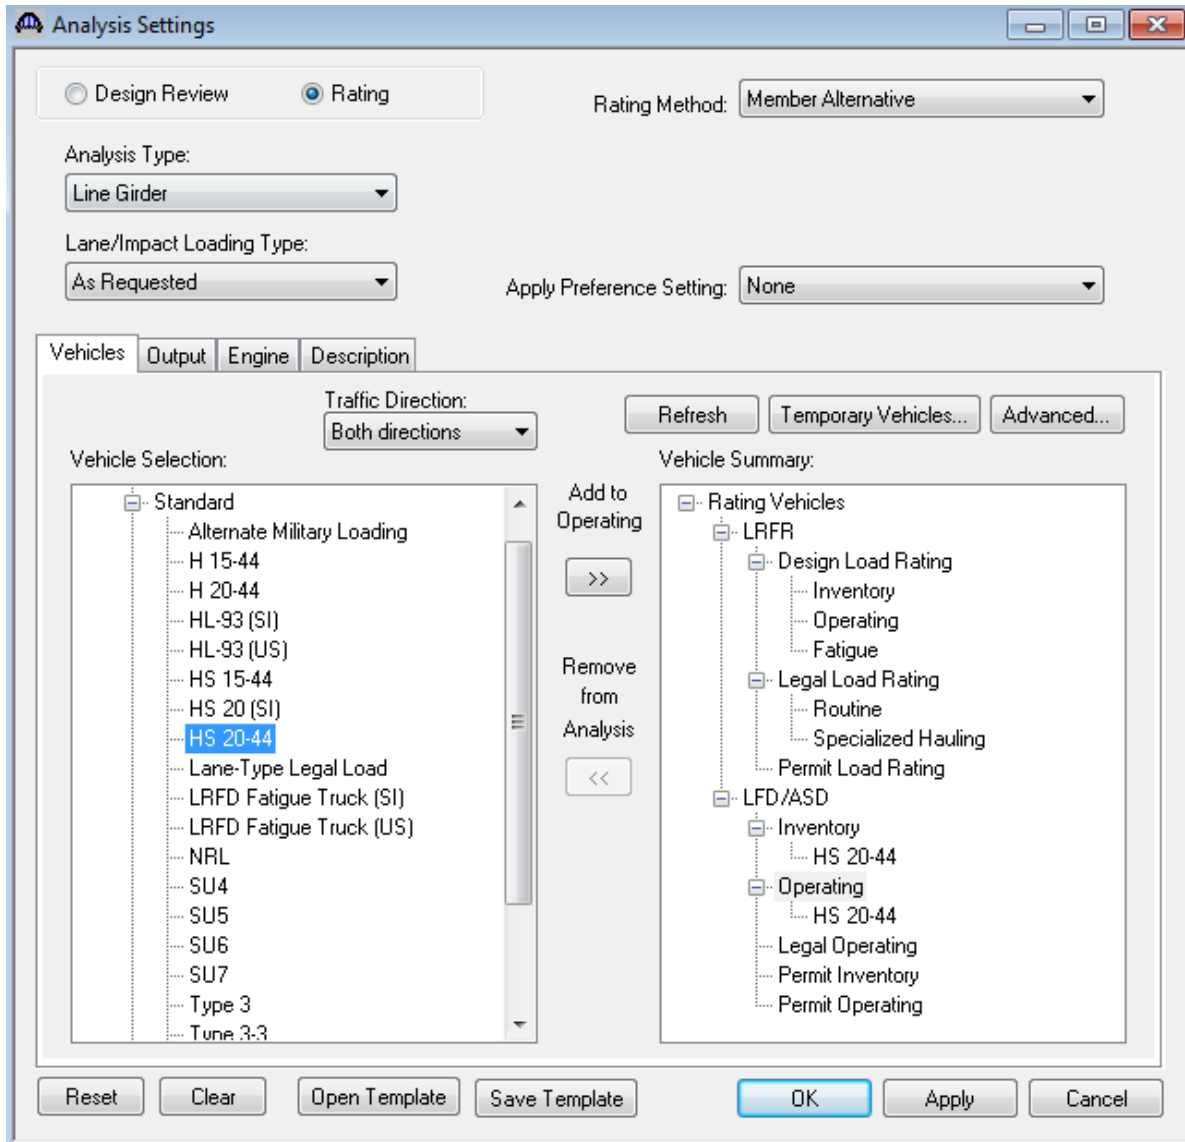 Analysis Settings
Design Review
Rating
Rating Method:
Member Alternative
Analysis Type:
Line Girder
Lane/Impact Loading Type:
As Requested
Apply Preference Setting:
None
Vehicles
Output
Engine
Description
Traffic Direction:
Both directions
Refresh
Temporary Vehicles...
Advanced...
Vehicle Selection:
Standard
Alternate Military Loading
H 15-44
H 20-44
HL-93 (SI)
HL-93 (US)
HS 15-44
HS 20 (SI)
HS 20-44
Lane-Type Legal Load
LRFD Fatigue Truck (SI)
LRFD Fatigue Truck (US)
NRL
SU4
SU5
SU6
SU7
Type 3
Type 3-3
Add to
Operating
>>
Remove
from
Analysis
<<
Vehicle Summary:
Rating Vehicles
LRFR
Design Load Rating
Inventory
Operating
Fatigue
Legal Load Rating
Routine
Specialized Hauling
Permit Load Rating
LFD/ASD
Inventory
HS 20-44
Operating
HS 20-44
Legal Operating
Permit Inventory
Permit Operating
Reset
Clear
Open Template
Save Template
OK
Apply
Cancel